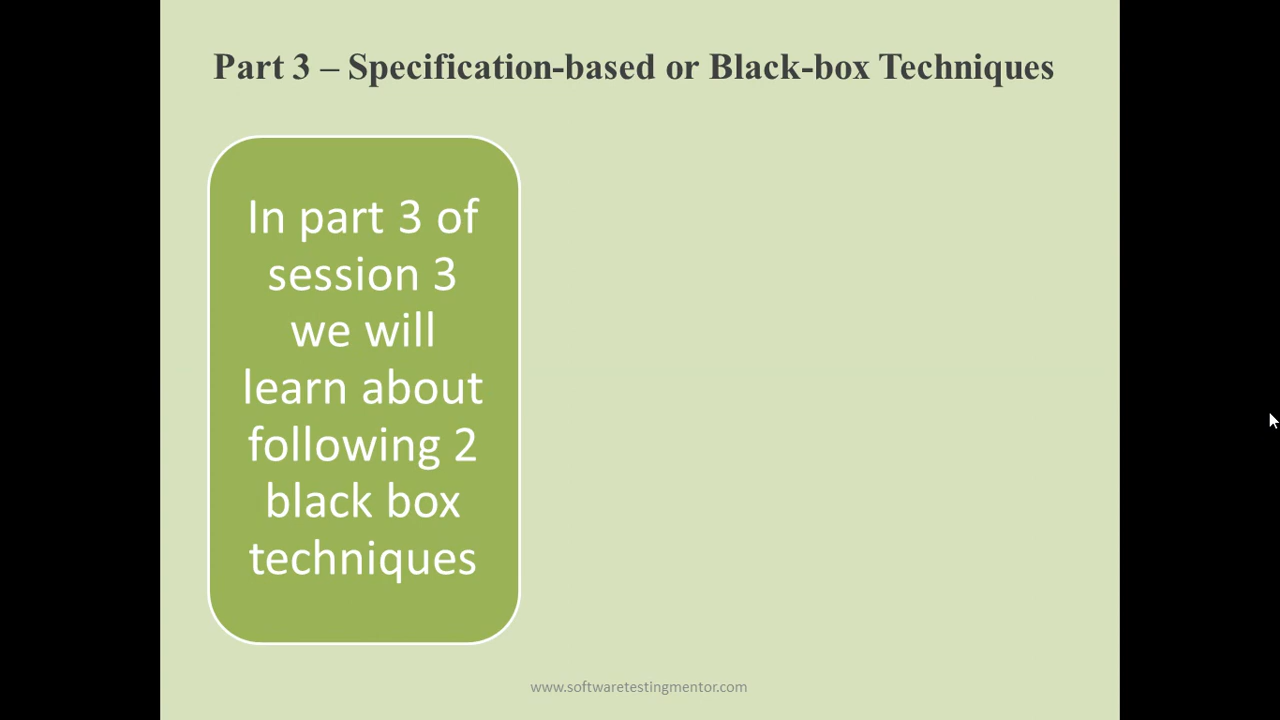 Part 3 – Specification-based or Black-box Techniques
In part 3 of
session 3
we will
learn about
following 2
black box
techniques
www.softwaretestingmentor.com